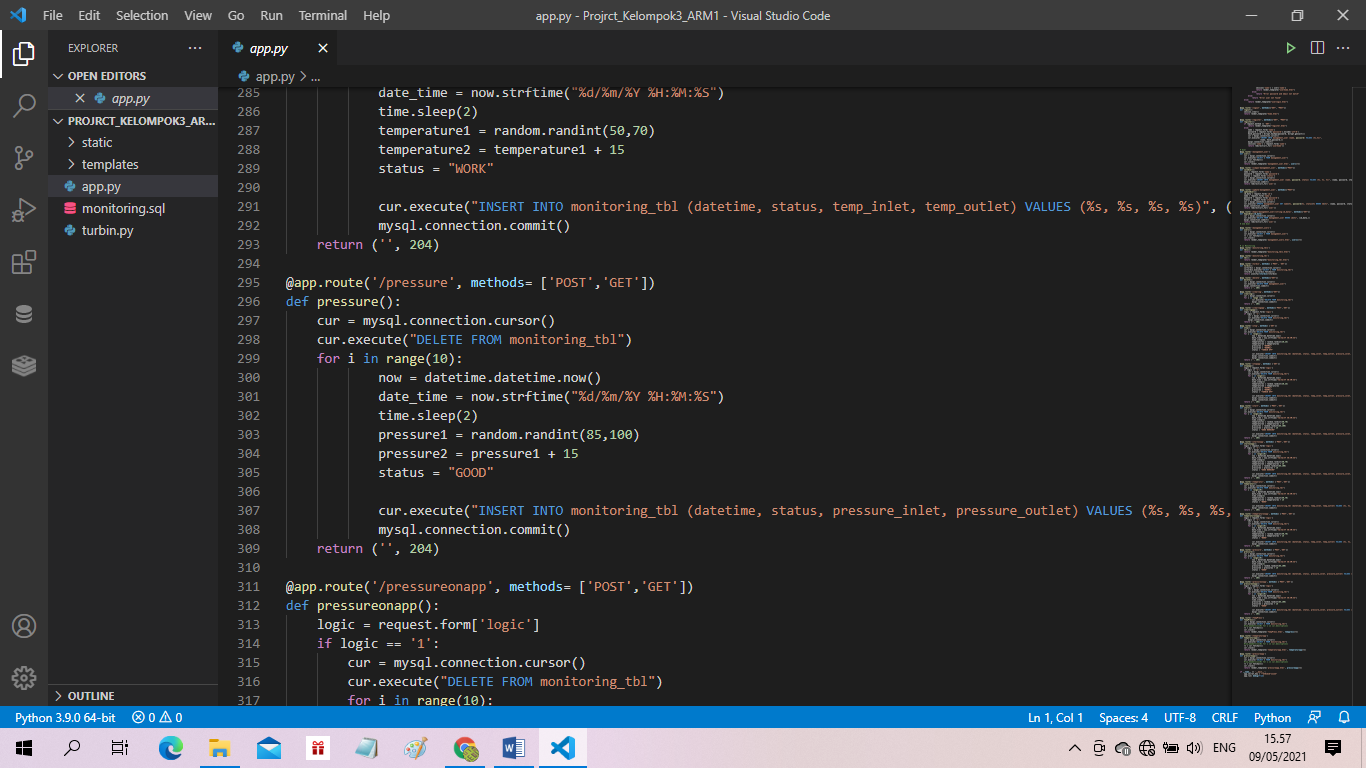 File Edit Selection View Go Run Terminal Help
app.py - Projrct_Kelompok3_ARM1 - Visual Studio Code
EXPLORER
OPEN EDITORS
app.py
PROJRCT_KELOMPOK3_AR...
static
templates
app.py
monitoring.sql
turbin.py
OUTLINE
app.py
app.py > ...
285 date_time = now.strftime("%d/%m/%Y %H:%M:%S")
286 time.sleep(2)
287 temperature1 = random.randint(50,70)
288 temperature2 = temperature1 + 15
289 status = "WORK"
290
291 cur.execute("INSERT INTO monitoring_tbl (datetime, status, temp_inlet, temp_outlet) VALUES (%s, %s, %s, %s)", (
292 mysql.connection.commit()
293 return ('', 204)
294
295 @app.route('/pressure', methods= ['POST','GET'])
296 def pressure():
297 cur = mysql.connection.cursor()
298 cur.execute("DELETE FROM monitoring_tbl")
299 for i in range(10):
300 now = datetime.datetime.now()
301 date_time = now.strftime("%d/%m/%Y %H:%M:%S")
302 time.sleep(2)
303 pressure1 = random.randint(85,100)
304 pressure2 = pressure1 + 15
305 status = "GOOD"
306
307 cur.execute("INSERT INTO monitoring_tbl (datetime, status, pressure_inlet, pressure_outlet) VALUES (%s, %s, %s,
308 mysql.connection.commit()
309 return ('', 204)
310
311 @app.route('/pressureonapp', methods= ['POST','GET'])
312 def pressureonapp():
313 logic = request.form['logic']
314 if logic == '1':
315 cur = mysql.connection.cursor()
316 cur.execute("DELETE FROM monitoring_tbl")
317 for i in range(10):
Python 3.9.0 64-bit 0 0
Ln 1, Col 1 Spaces: 4 UTF-8 CRLF Python
ENG
15.57
09/05/2021